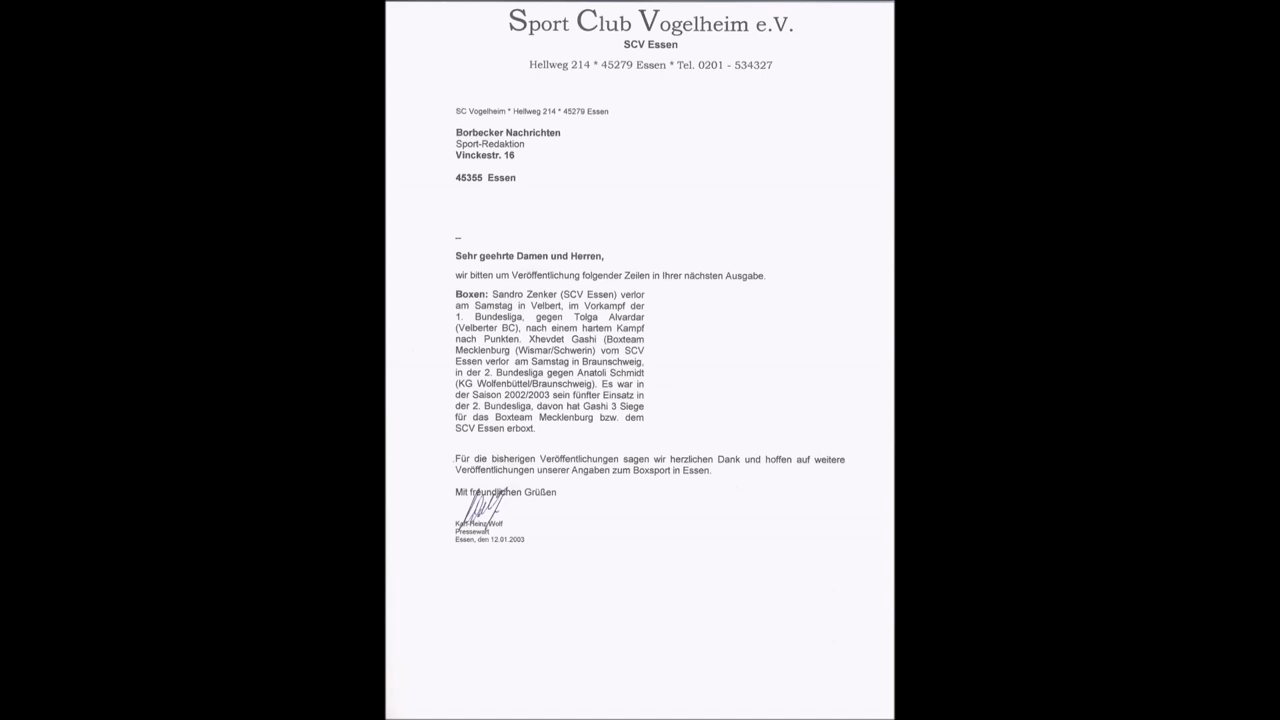 Sport Club Vogelheim e.V.
SCV Essen
Hellweg 214 * 45279 Essen * Tel. 0201 - 534327
SC Vogelheim * Hellweg 214 * 45279 Essen
Borbecker Nachrichten
Sport-Redaktion
Vinckestr. 16
45355 Essen
Sehr geehrte Damen und Herren,
wir bitten um Veröffentlichung folgender Zeilen in Ihrer nächsten Ausgabe.
Boxen: Sandro Zenker (SCV Essen) verlor
am Samstag in Velbert, im Vorkampf der
1. Bundesliga, gegen Tolga Alvardar
(Velberter BC), nach einem hartem Kampf
nach Punkten. Xhevdet Gashi (Boxteam
Mecklenburg (Wismar/Schwerin) vom SCV
Essen verlor am Samstag in Braunschweig,
in der 2. Bundesliga gegen Anatoli Schmidt
(KG Wolfenbüttel/Braunschweig). Es war in
der Saison 2002/2003 sein fünfter Einsatz in
der 2. Bundesliga, davon hat Gashi 3 Siege
für das Boxteam Mecklenburg bzw. dem
SCV Essen erboxt.
Für die bisherigen Veröffentlichungen sagen wir herzlichen Dank und hoffen auf weitere
Veröffentlichungen unserer Angaben zum Boxsport in Essen.
Mit freundlichen Grüßen
Karl-Heinz Wolf
Pressewart
Essen, den 12.01.2003